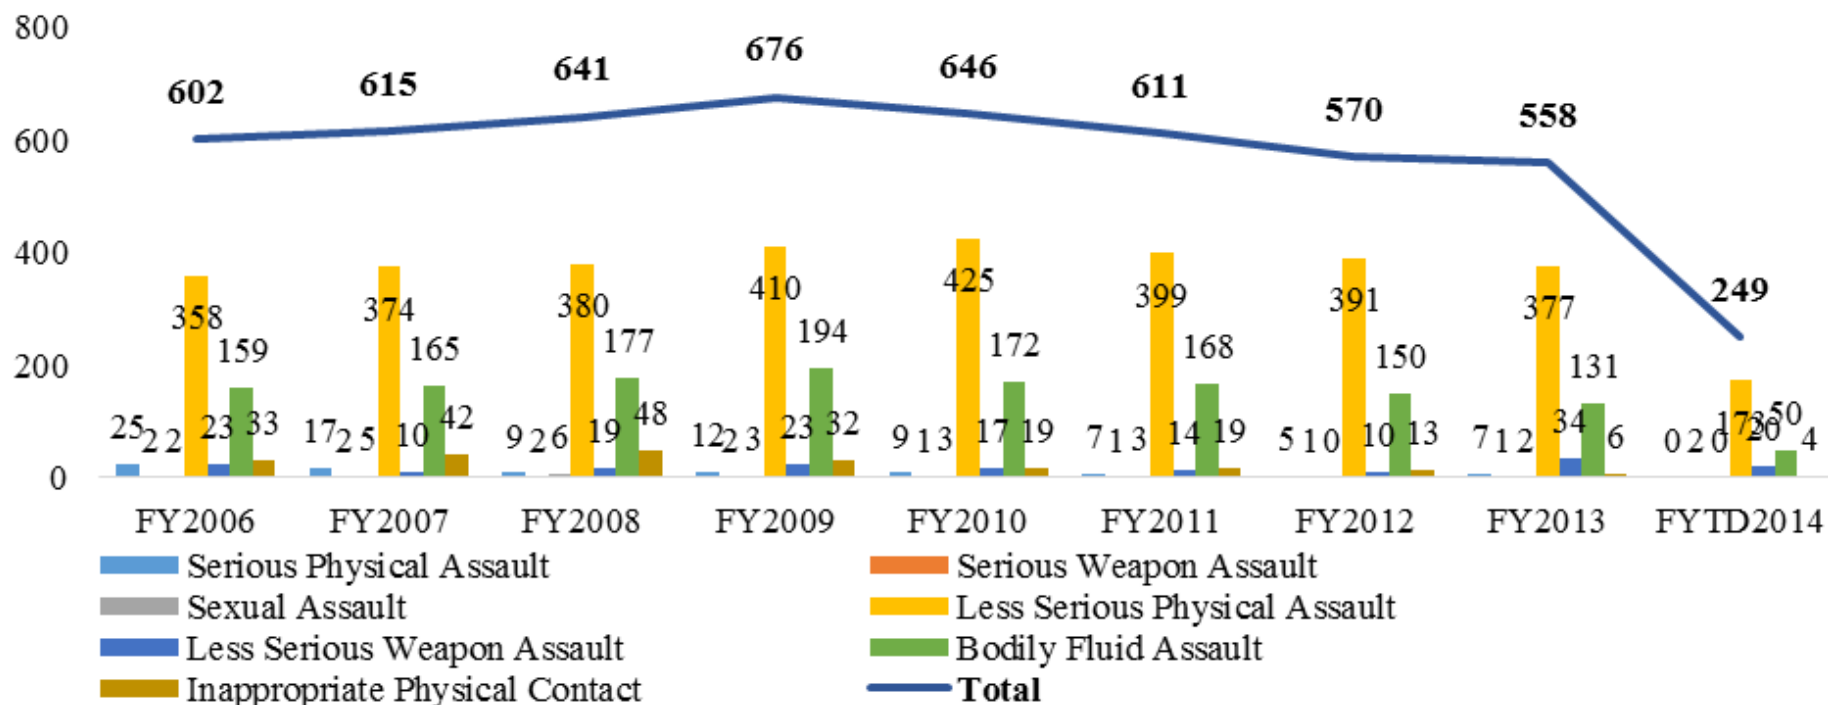 800
600
400
200
0
602 615 641 676 646 611 570 558 249
25 2 2 358 23 159 33
17 2 5 374 10 165 42
9 2 6 380 19 177 48
12 2 3 410 23 194 32
9 1 3 425 17 172 19
7 1 3 399 14 168 19
5 1 0 391 10 150 13
7 1 2 377 34 131 6
0 2 0 173 20 50 4
FY2006 FY2007 FY2008 FY2009 FY2010 FY2011 FY2012 FY2013 FYTD2014
Serious Physical Assault Serious Weapon Assault
Sexual Assault Less Serious Physical Assault
Less Serious Weapon Assault Bodily Fluid Assault
Inappropriate Physical Contact Total